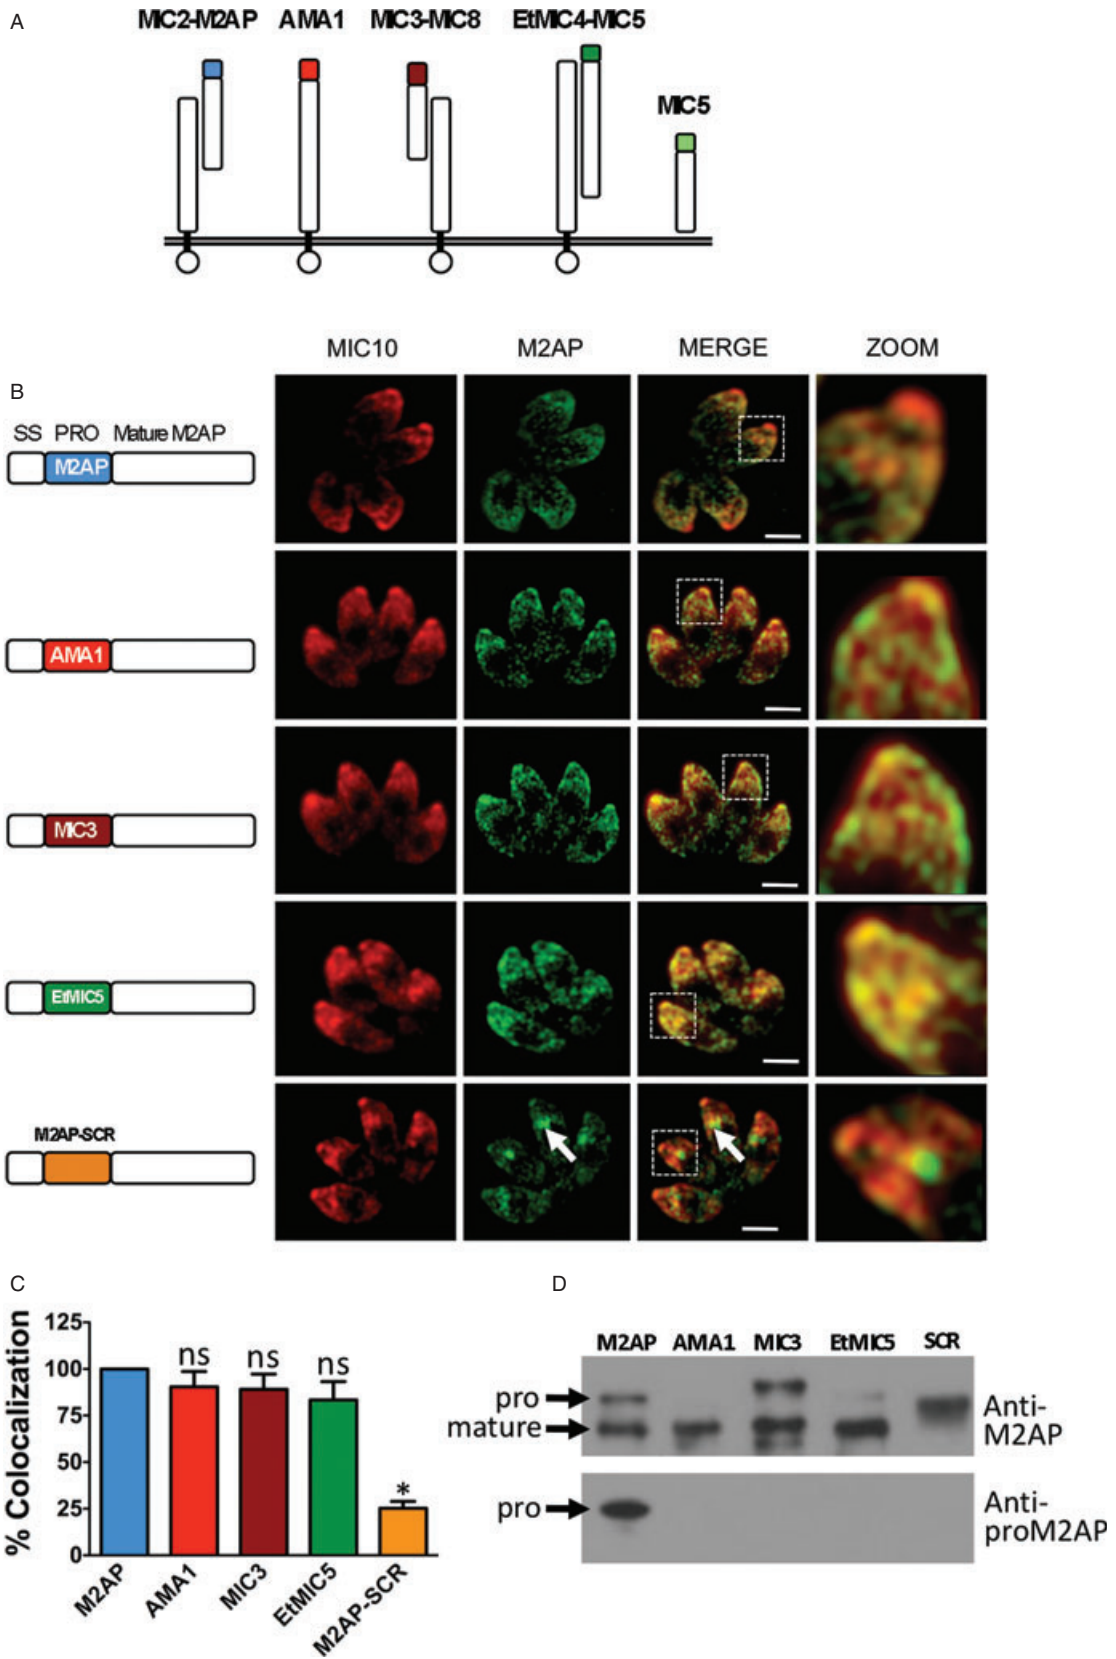 A
MIC2-M2AP AMA1 MIC3-MIC8 EtMIC4-MIC5
MIC5
MIC10 M2AP MERGE ZOOM
B
SS PRO Mature M2AP
M2AP
AMA1
MIC3
EtMIC5
M2AP-SCR
C
% Colocalization
125
100
75
50
25
0
ns ns ns *
M2AP AMA1 MIC3 EtMIC5 M2AP-SCR
D
M2AP AMA1 MIC3 EtMIC5 SCR
pro
mature
Anti-
M2AP
pro
Anti-
proM2AP